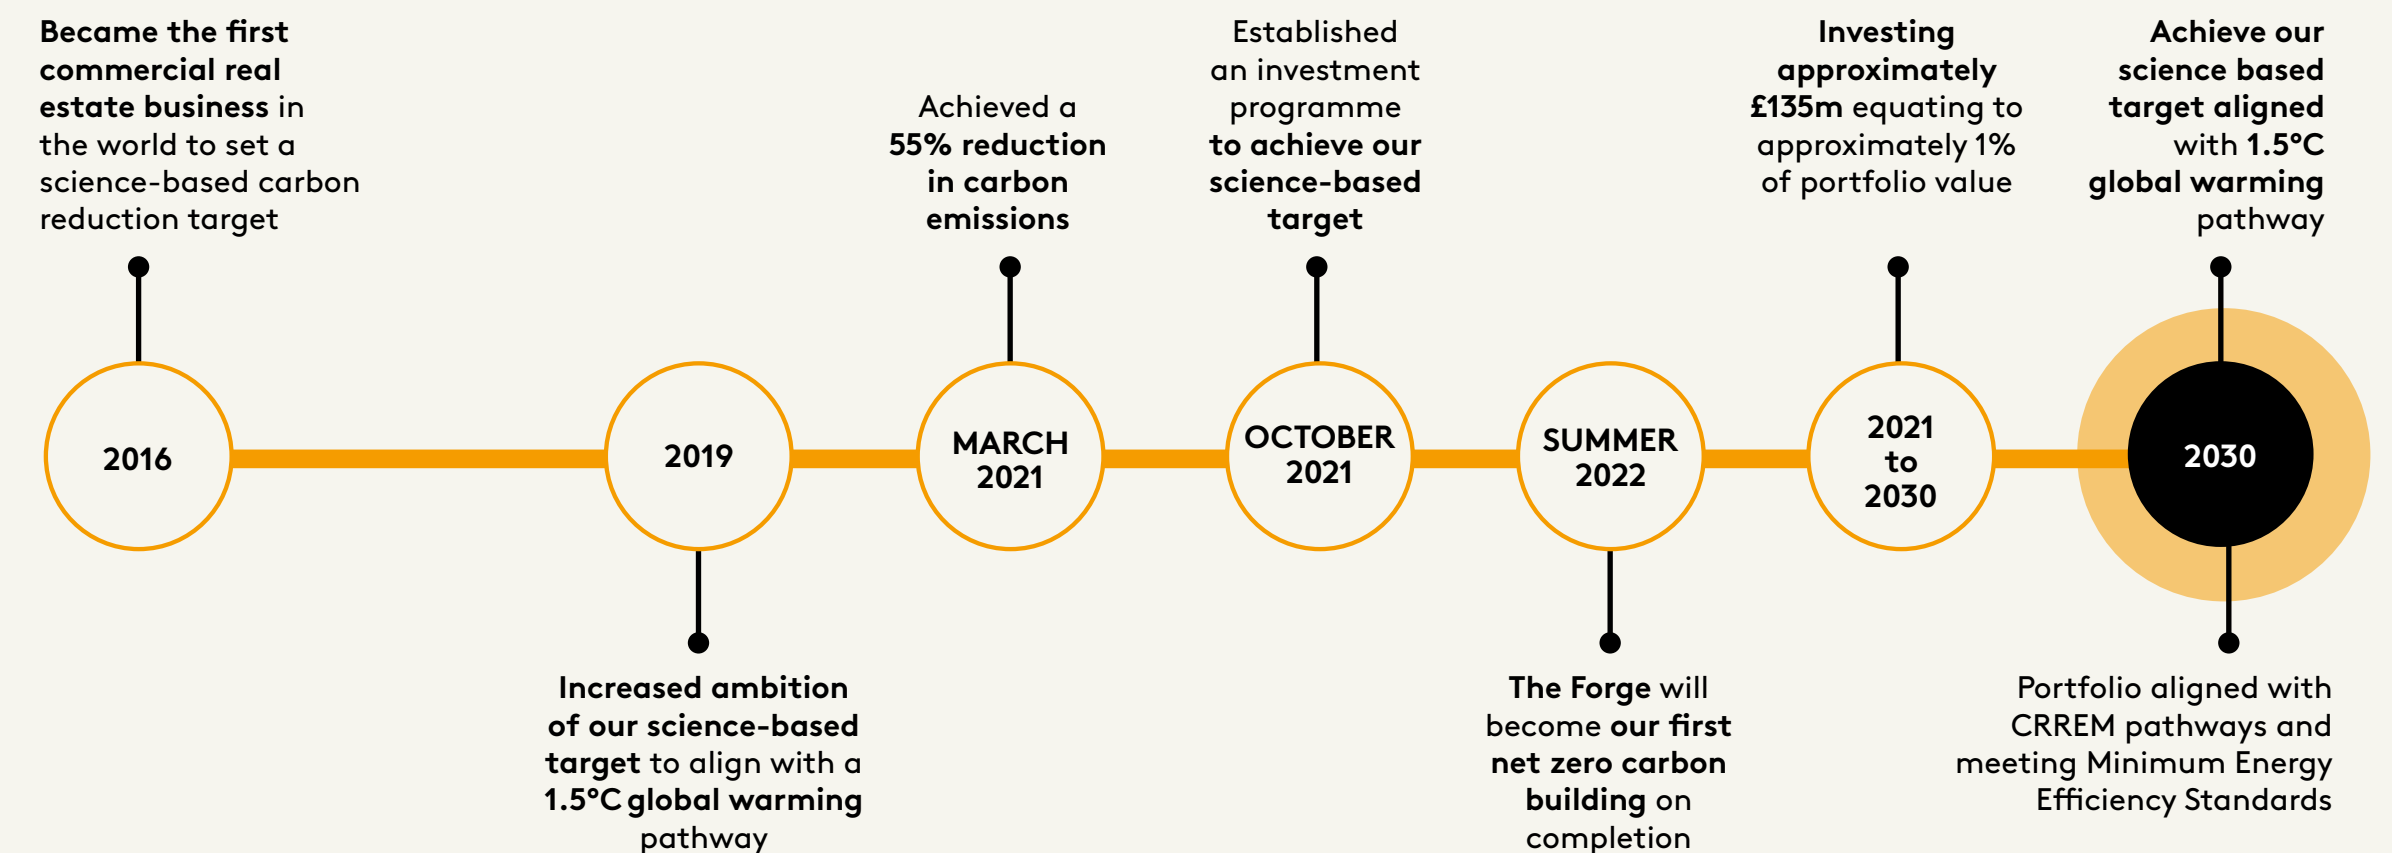 Became the first
commercial real
estate business in
the world to set a
science-based carbon
reduction target
2016
2019
Increased ambition
of our science-based
target to align with a
1.5°C global warming
pathway
Achieved a
55% reduction
in carbon
emissions
MARCH
2021
Established
an investment
programme
to achieve our
science-based
target
OCTOBER
2021
SUMMER
2022
The Forge will
become our first
net zero carbon
building on
completion
Investing
approximately
£135m equating to
approximately 1%
of portfolio value
2021
to
2030
Achieve our
science based
target aligned
with 1.5°C
global warming
pathway
2030
Portfolio aligned with
CRREM pathways and
meeting Minimum Energy
Efficiency Standards